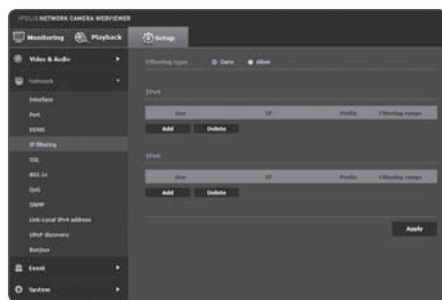 iPOLiS NETWORK CAMERA WEBVIEWER
Monitoring Playback Setup
Video & Audio
Network
Interface
Port
DDNS
IP filtering
SSL
802.1x
QoS
SNMP
Link-Local IPv4 address
UPnP discovery
Bonjour
Event
System
Filtering type Deny Allow
IPv4
Use IP Prefix Filtering range
Add Delete
IPv6
Use IP Prefix Filtering range
Add Delete
Apply